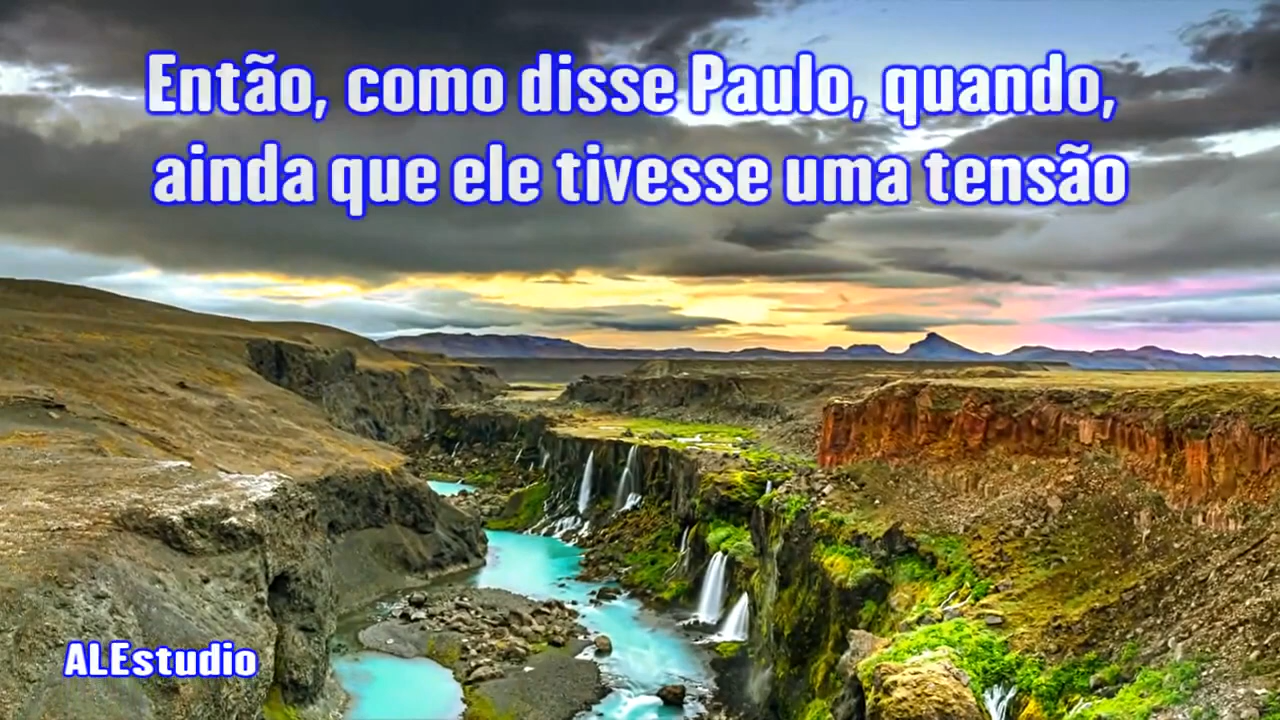 Então, como disse Paulo, quando,
ainda que ele tivesse uma tensão
ALEstudio